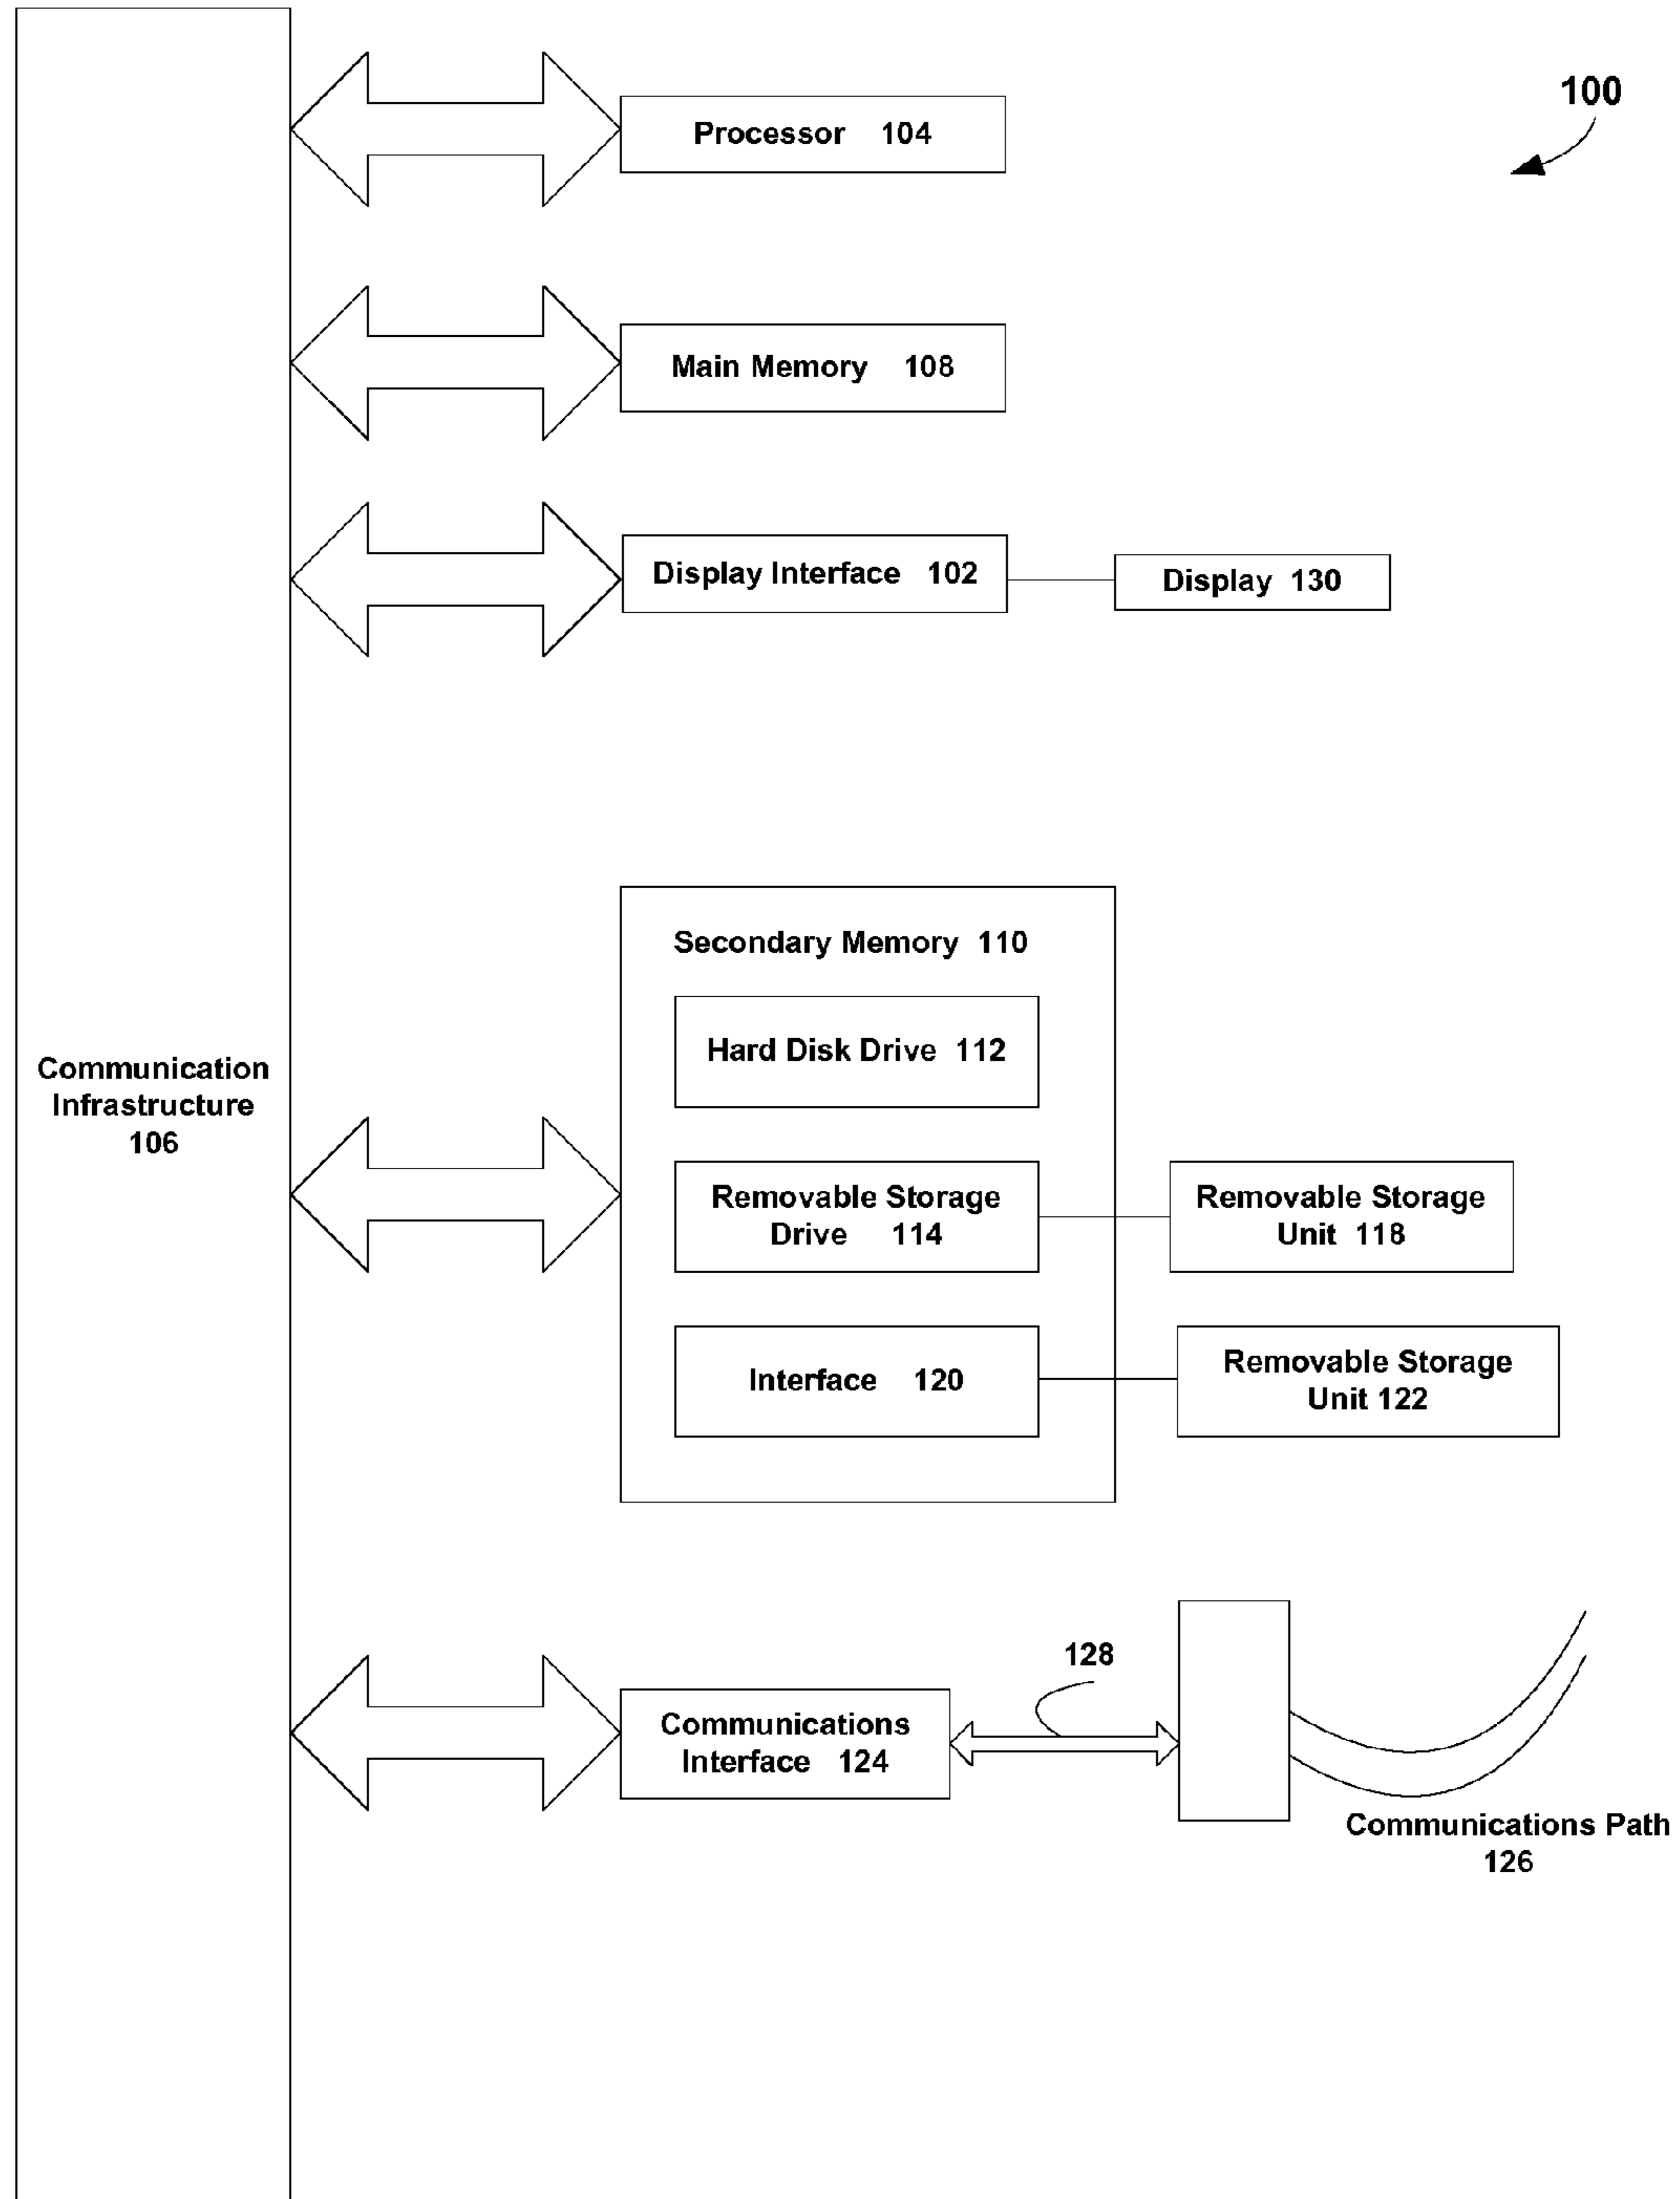 100
Processor 104
Main Memory 108
Display Interface 102
Display 130
Secondary Memory 110
Hard Disk Drive 112
Communication
Infrastructure
106
Removable Storage
Drive 114
Removable Storage
Unit 118
Interface 120
Removable Storage
Unit 122
128
Communications
Interface 124
Communications Path
126